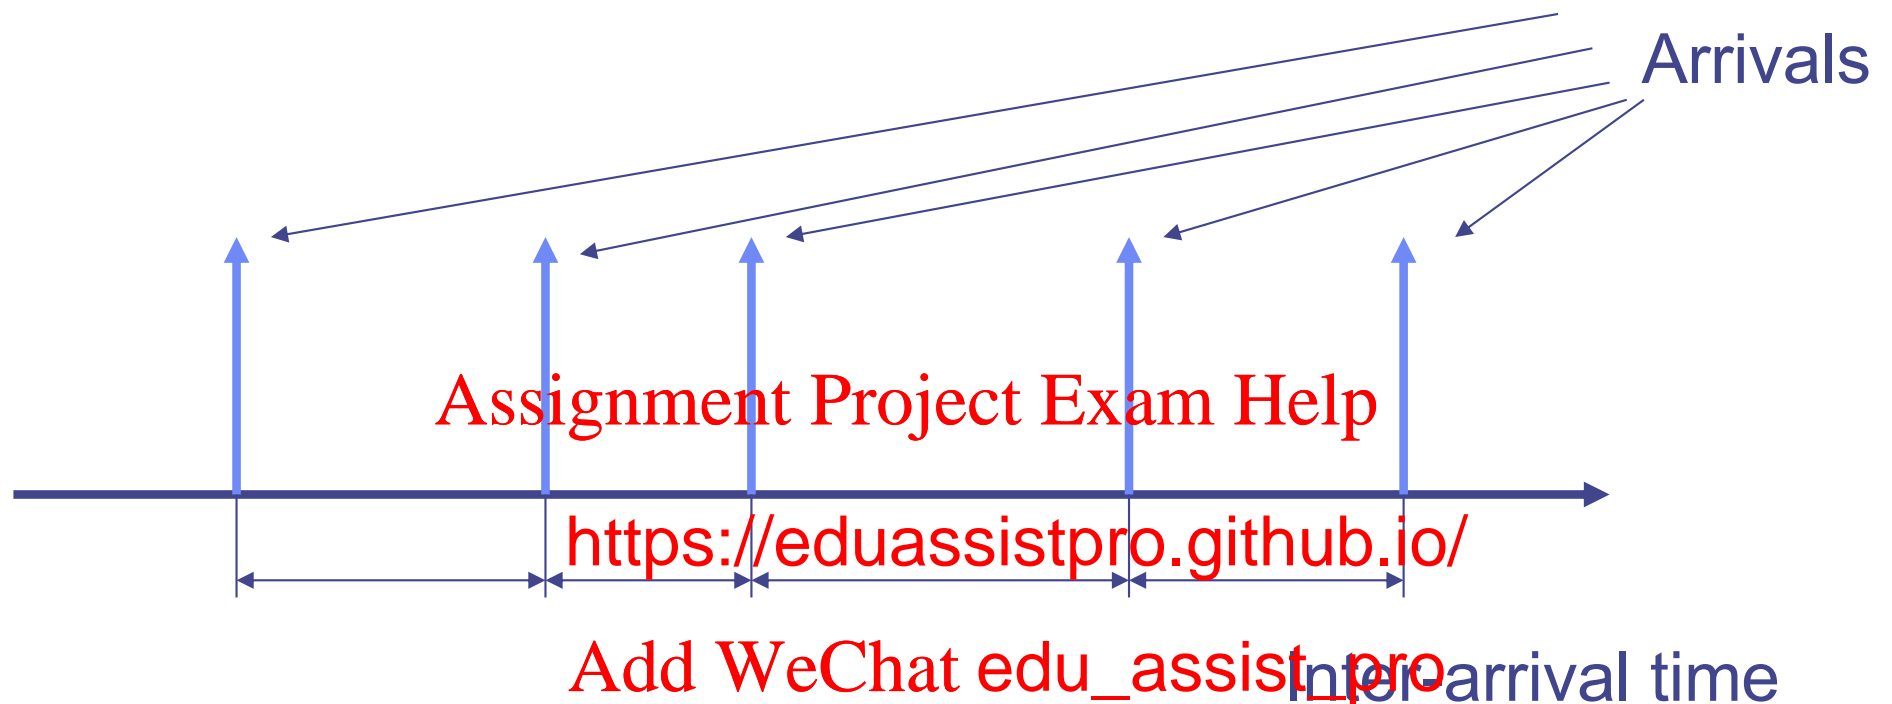 Arrivals
Assignment Project Exam Help
https://eduassistpro.github.io/
Add WeChat edu_assist_pro
Inter-arrival time